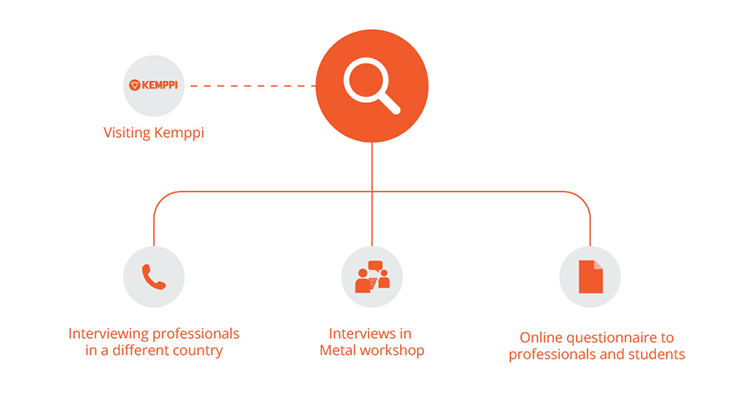 KEMPPI
Visiting Kemppi
Interviewing professionals
in a different country
Interviews in
Metal workshop
Online questionnaire to
professionals and students